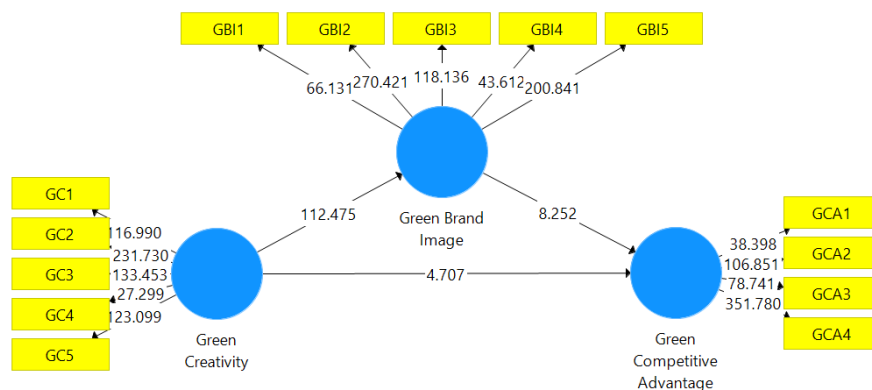 GBI1
GBI2
GBI3
GBI4
GBI5
66.131
270.421
118.136
43.612
200.841
Green Brand
Image
GC1
GC2
GC3
GC4
GC5
116.990
231.730
133.453
27.299
123.099
Green
Creativity
112.475
8.252
4.707
Green
Competitive
Advantage
38.398
106.851
78.741
351.780
GCA1
GCA2
GCA3
GCA4